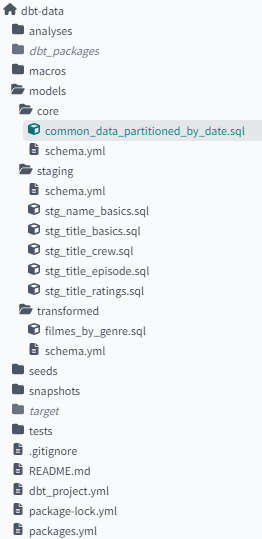 dbt-data
analyses
dbt_packages
macros
models
core
common_data_partitioned_by_date.sql
schema.yml
staging
schema.yml
stg_name_basics.sql
stg_title_basics.sql
stg_title_crew.sql
stg_title_episode.sql
stg_title_ratings.sql
transformed
filmes_by_genre.sql
schema.yml
seeds
snapshots
target
tests
.gitignore
README.md
dbt_project.yml
package-lock.yml
packages.yml